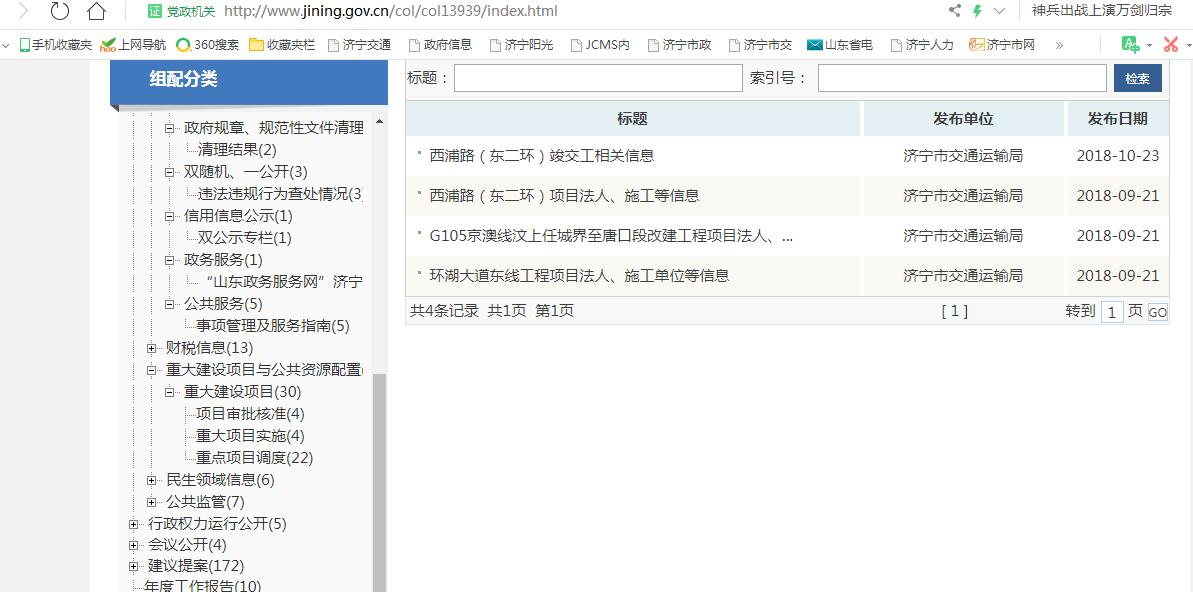 证 党政机关 http://www.jining.gov.cn/col/col13939/index.html 神兵出战上演万剑归宗
手机收藏夹 hao 上网导航 360搜索 收藏夹栏 济宁交通 政府信息 济宁阳光 JCMS内 济宁市政 济宁市交 山东省电 济宁人力 济宁市网 »
组配分类
标题： 索引号： 检索
标题 发布单位 发布日期
西浦路（东二环）竣交工相关信息 济宁市交通运输局 2018-10-23
西浦路（东二环）项目法人、施工等信息 济宁市交通运输局 2018-09-21
G105京澳线汶上任城界至唐口段改建工程项目法人、... 济宁市交通运输局 2018-09-21
环湖大道东线工程项目法人、施工单位等信息 济宁市交通运输局 2018-09-21
共4条记录 共1页 第1页 [ 1 ] 转到 1 页 GO
政府规章、规范性文件清理
清理结果(2)
双随机、一公开(3)
违法违规行为查处情况(3)
信用信息公示(1)
双公示专栏(1)
政务服务(1)
“山东政务服务网”济宁
公共服务(5)
事项管理及服务指南(5)
财税信息(13)
重大建设项目与公共资源配置(
重大建设项目(30)
项目审批核准(4)
重大项目实施(4)
重点项目调度(22)
民生领域信息(6)
公共监管(7)
行政权力运行公开(5)
会议公开(4)
建议提案(172)
年度工作报告(10)